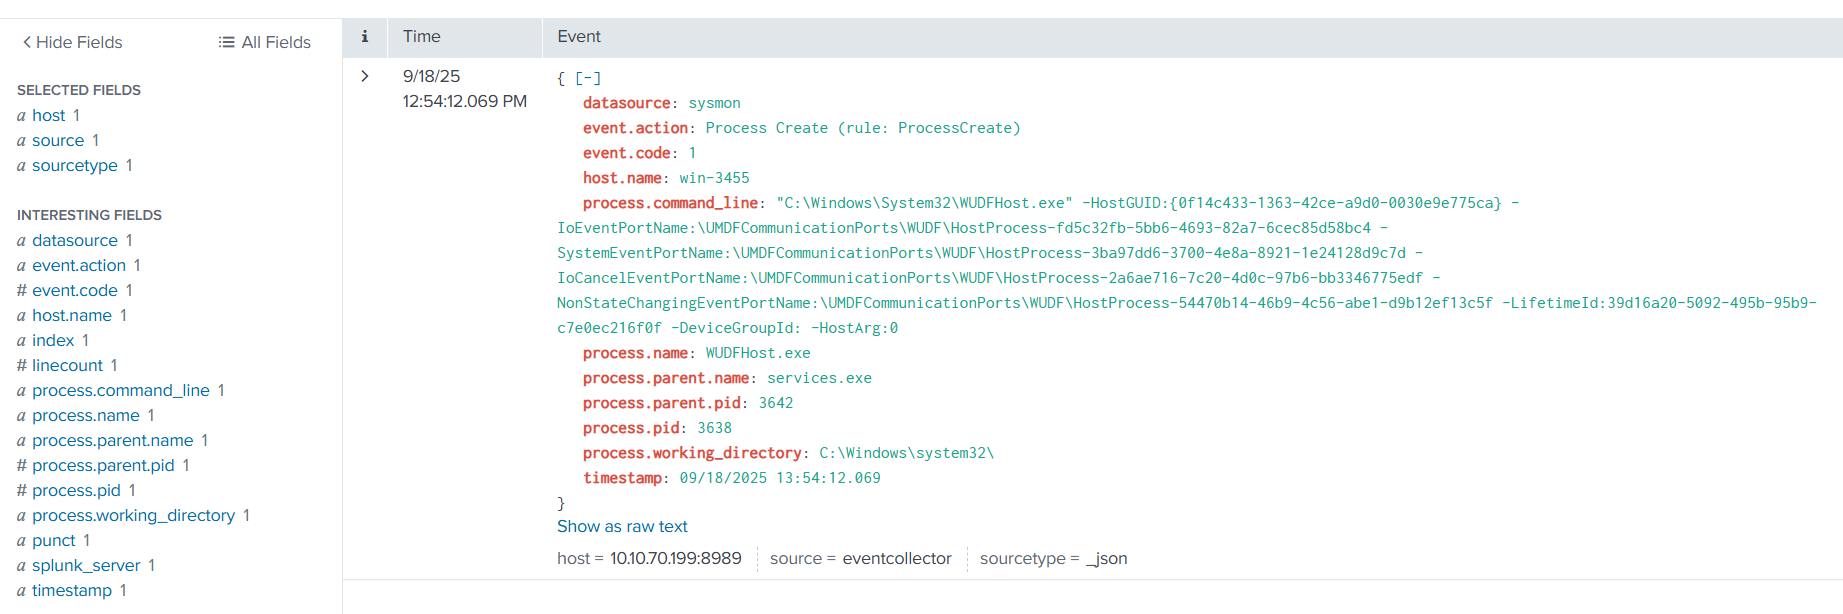 Hide Fields
All Fields
SELECTED FIELDS
a host 1
a source 1
a sourcetype 1
INTERESTING FIELDS
a datasource 1
a event.action 1
# event.code 1
a host.name 1
a index 1
# linecount 1
a process.command_line 1
a process.name 1
a process.parent.name 1
# process.parent.pid 1
# process.pid 1
a process.working_directory 1
a punct 1
a splunk_server 1
a timestamp 1
i Time Event
9/18/25
12:54:12.069 PM
{ [-]
datasource: sysmon
event.action: Process Create (rule: ProcessCreate)
event.code: 1
host.name: win-3455
process.command_line: "C:\Windows\System32\WUDFHost.exe" -HostGUID:{0f14c433-1363-42ce-a9d0-0030e9e775ca} -
IoEventPortName:\UMDFCommunicationPorts\WUDF\HostProcess-fd5c32fb-5bb6-4693-82a7-6cec85d58bc4 -
SystemEventPortName:\UMDFCommunicationPorts\WUDF\HostProcess-3ba97dd6-3700-4e8a-8921-1e24128d9c7d -
IoCancelEventPortName:\UMDFCommunicationPorts\WUDF\HostProcess-2a6ae716-7c20-4d0c-97b6-bb3346775edf -
NonStateChangingEventPortName:\UMDFCommunicationPorts\WUDF\HostProcess-54470b14-46b9-4c56-abe1-d9b12ef13c5f -LifetimeId:39d16a20-5092-495b-95b9-
c7e0ec216f0f -DeviceGroupId: -HostArg:0
process.name: WUDFHost.exe
process.parent.name: services.exe
process.parent.pid: 3642
process.pid: 3638
process.working_directory: C:\Windows\system32\
timestamp: 09/18/2025 13:54:12.069
}
Show as raw text
host = 10.10.70.199:8989 source = eventcollector sourcetype = _json